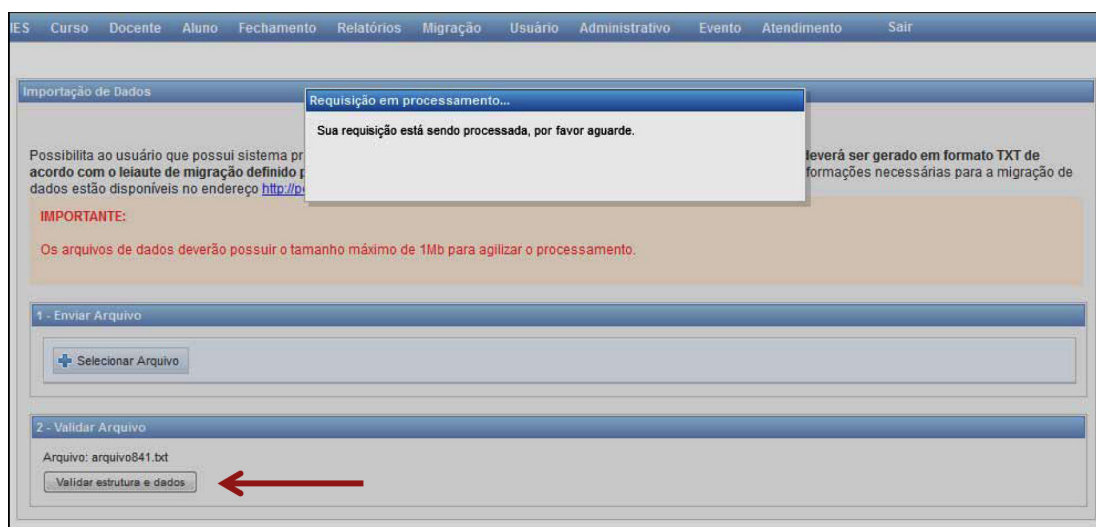 IES Curso Docente Aluno Fechamento Relatórios Migração Usuário Administrativo Evento Atendimento Sair
Importação de Dados
Requisição em processamento...
Sua requisição está sendo processada, por favor aguarde.
Possibilita ao usuário que possui sistema pr deverá ser gerado em formato TXT de
acordo com o leiaute de migração definido p formações necessárias para a migração de
dados estão disponíveis no endereço http://p
IMPORTANTE:
Os arquivos de dados deverão possuir o tamanho máximo de 1Mb para agilizar o processamento.
1 - Enviar Arquivo
Selecionar Arquivo
2 - Validar Arquivo
Arquivo: arquivo841.txt
Validar estrutura e dados